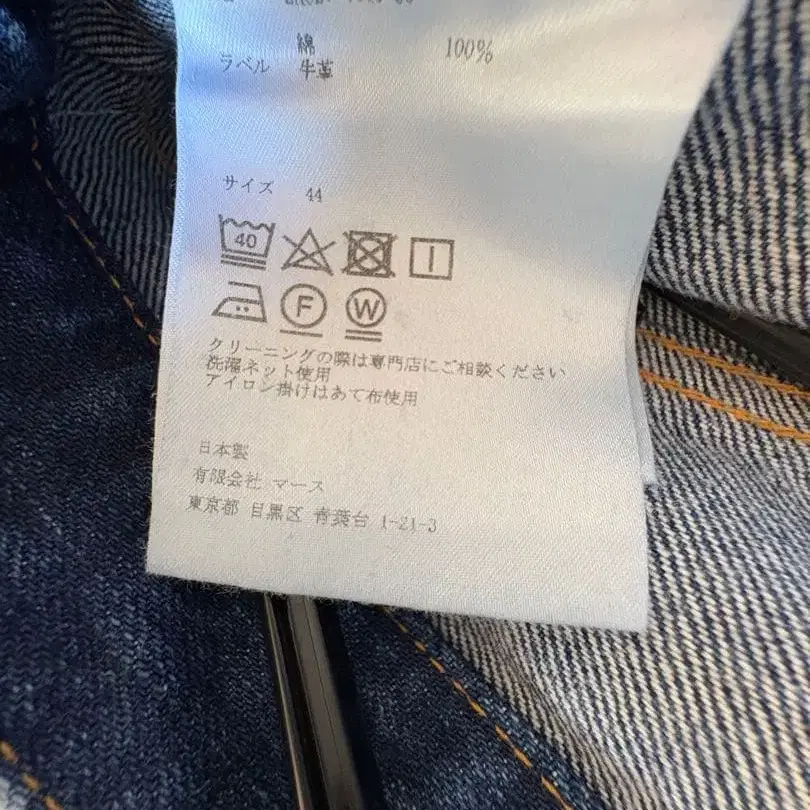 綿 100%
ラベル 牛革
サイズ 44
40
F W
クリーニングの際は専門店にご相談ください
洗濯ネット使用
アイロン掛けはあて布使用
日本製
有限会社 マース
東京都 目黒区 青葉台 1-21-3